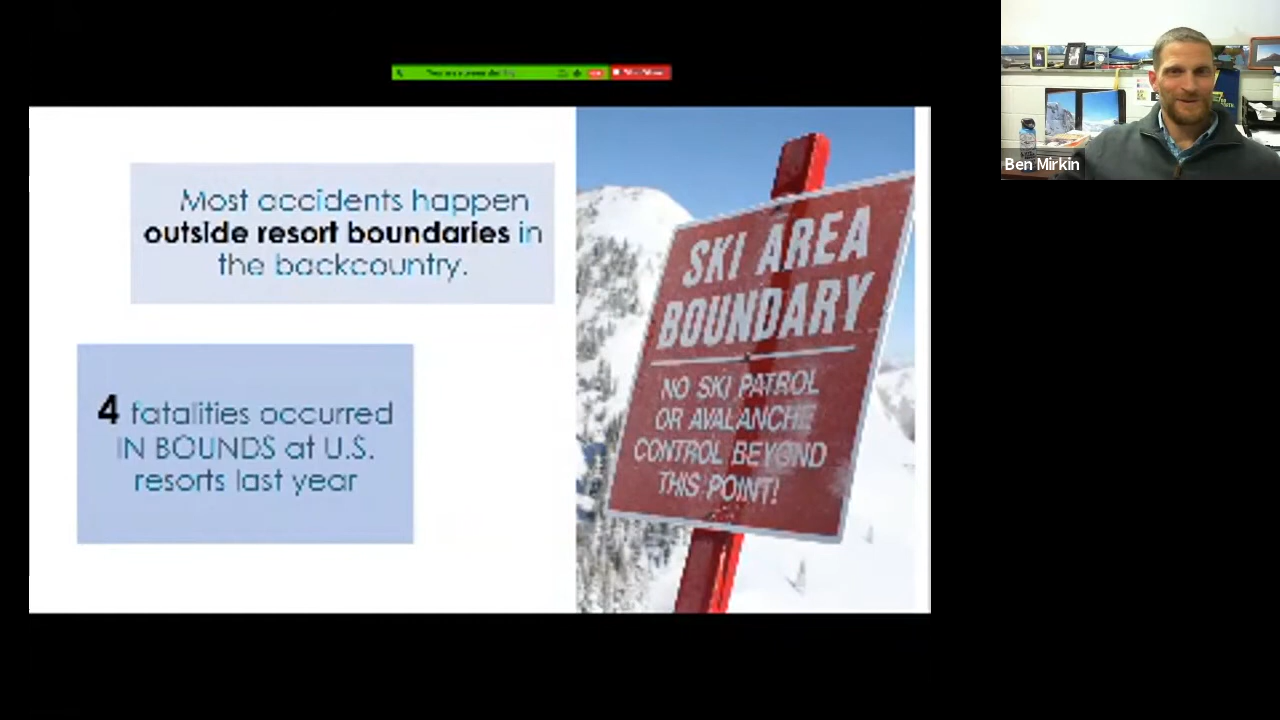 Most accidents happen
outside resort boundaries in
the backcountry.
4 fatalities occurred
IN BOUNDS at U.S.
resorts last year
SKI AREA
BOUNDARY
NO SKI PATROL
OR AVALANCHE
CONTROL BEYOND
THIS POINT!
Ben Mirkin